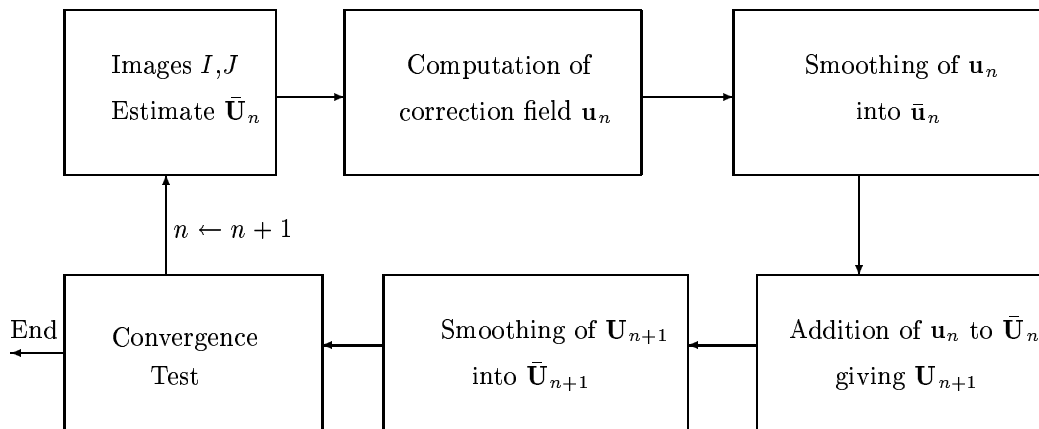 Images I,J
Estimate Ū_n
Computation of
correction field u_n
Smoothing of u_n
into ū_n
n ← n + 1
End
Convergence
Test
Smoothing of U_{n+1}
into Ū_{n+1}
Addition of u_n to Ū_n
giving U_{n+1}